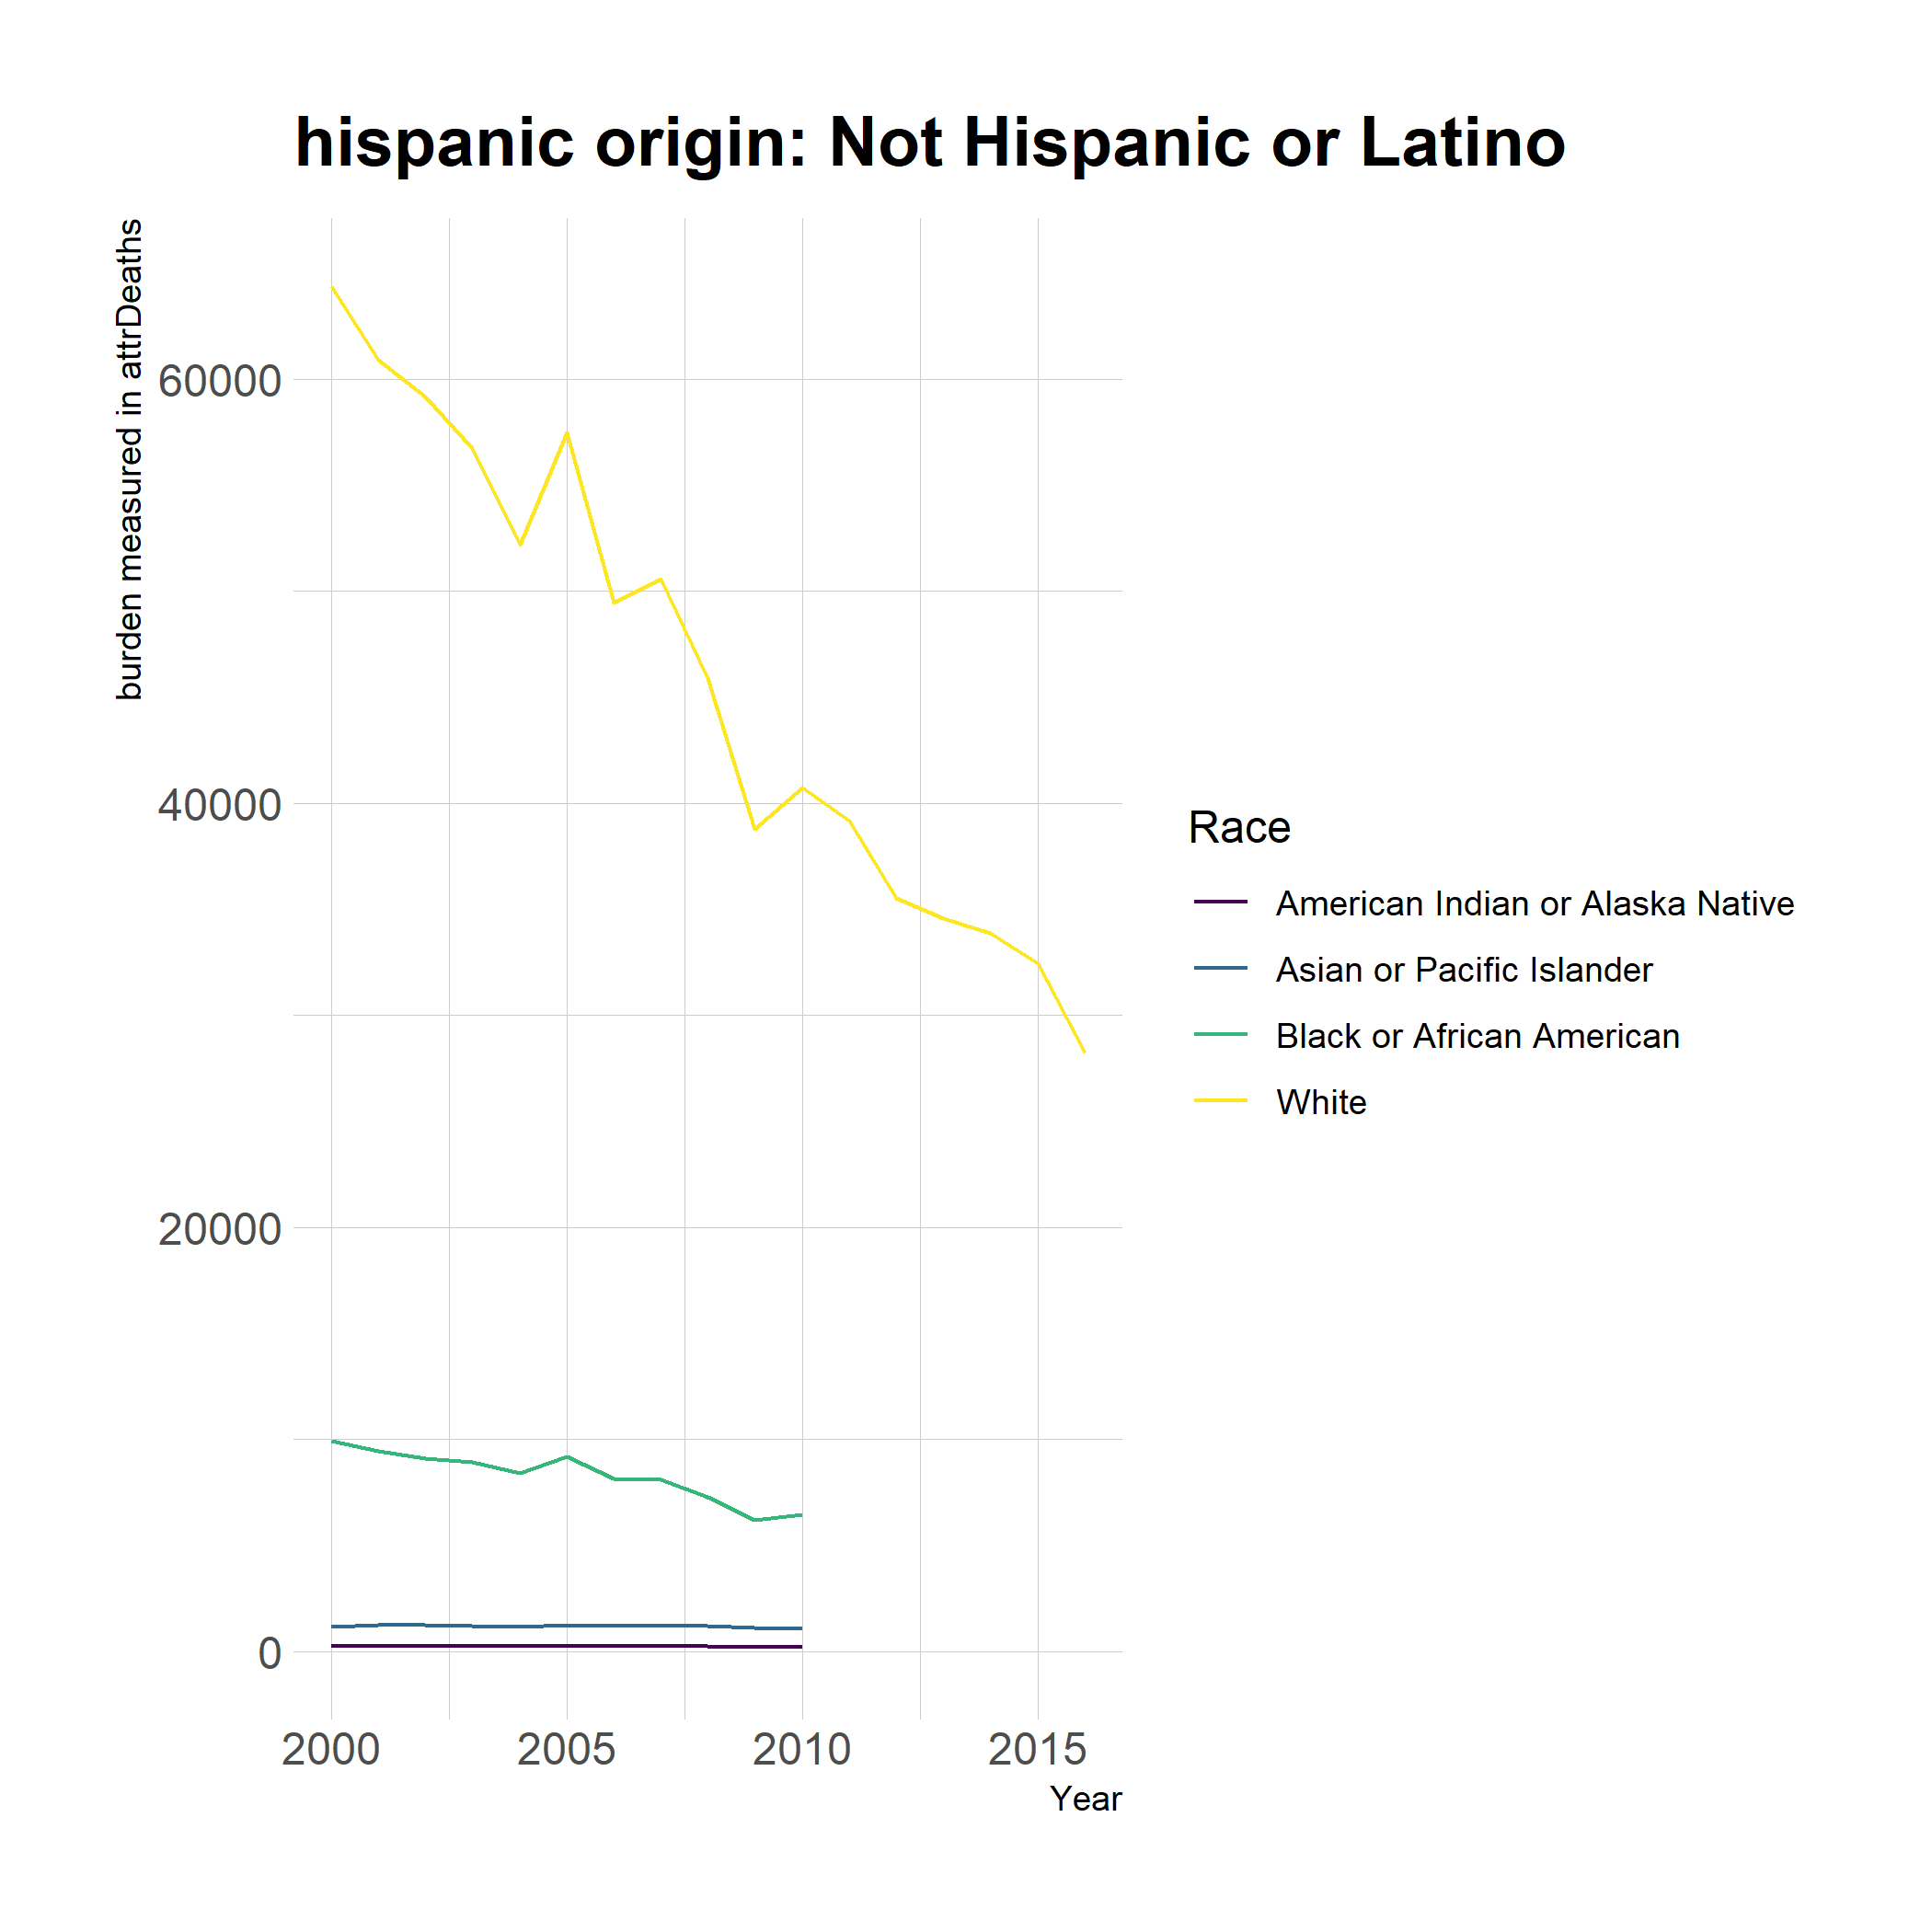 hispanic origin: Not Hispanic or Latino
burden measured in attrDeaths
60000
40000
20000
0
2000 2005 2010 2015
Year
Race
American Indian or Alaska Native
Asian or Pacific Islander
Black or African American
White